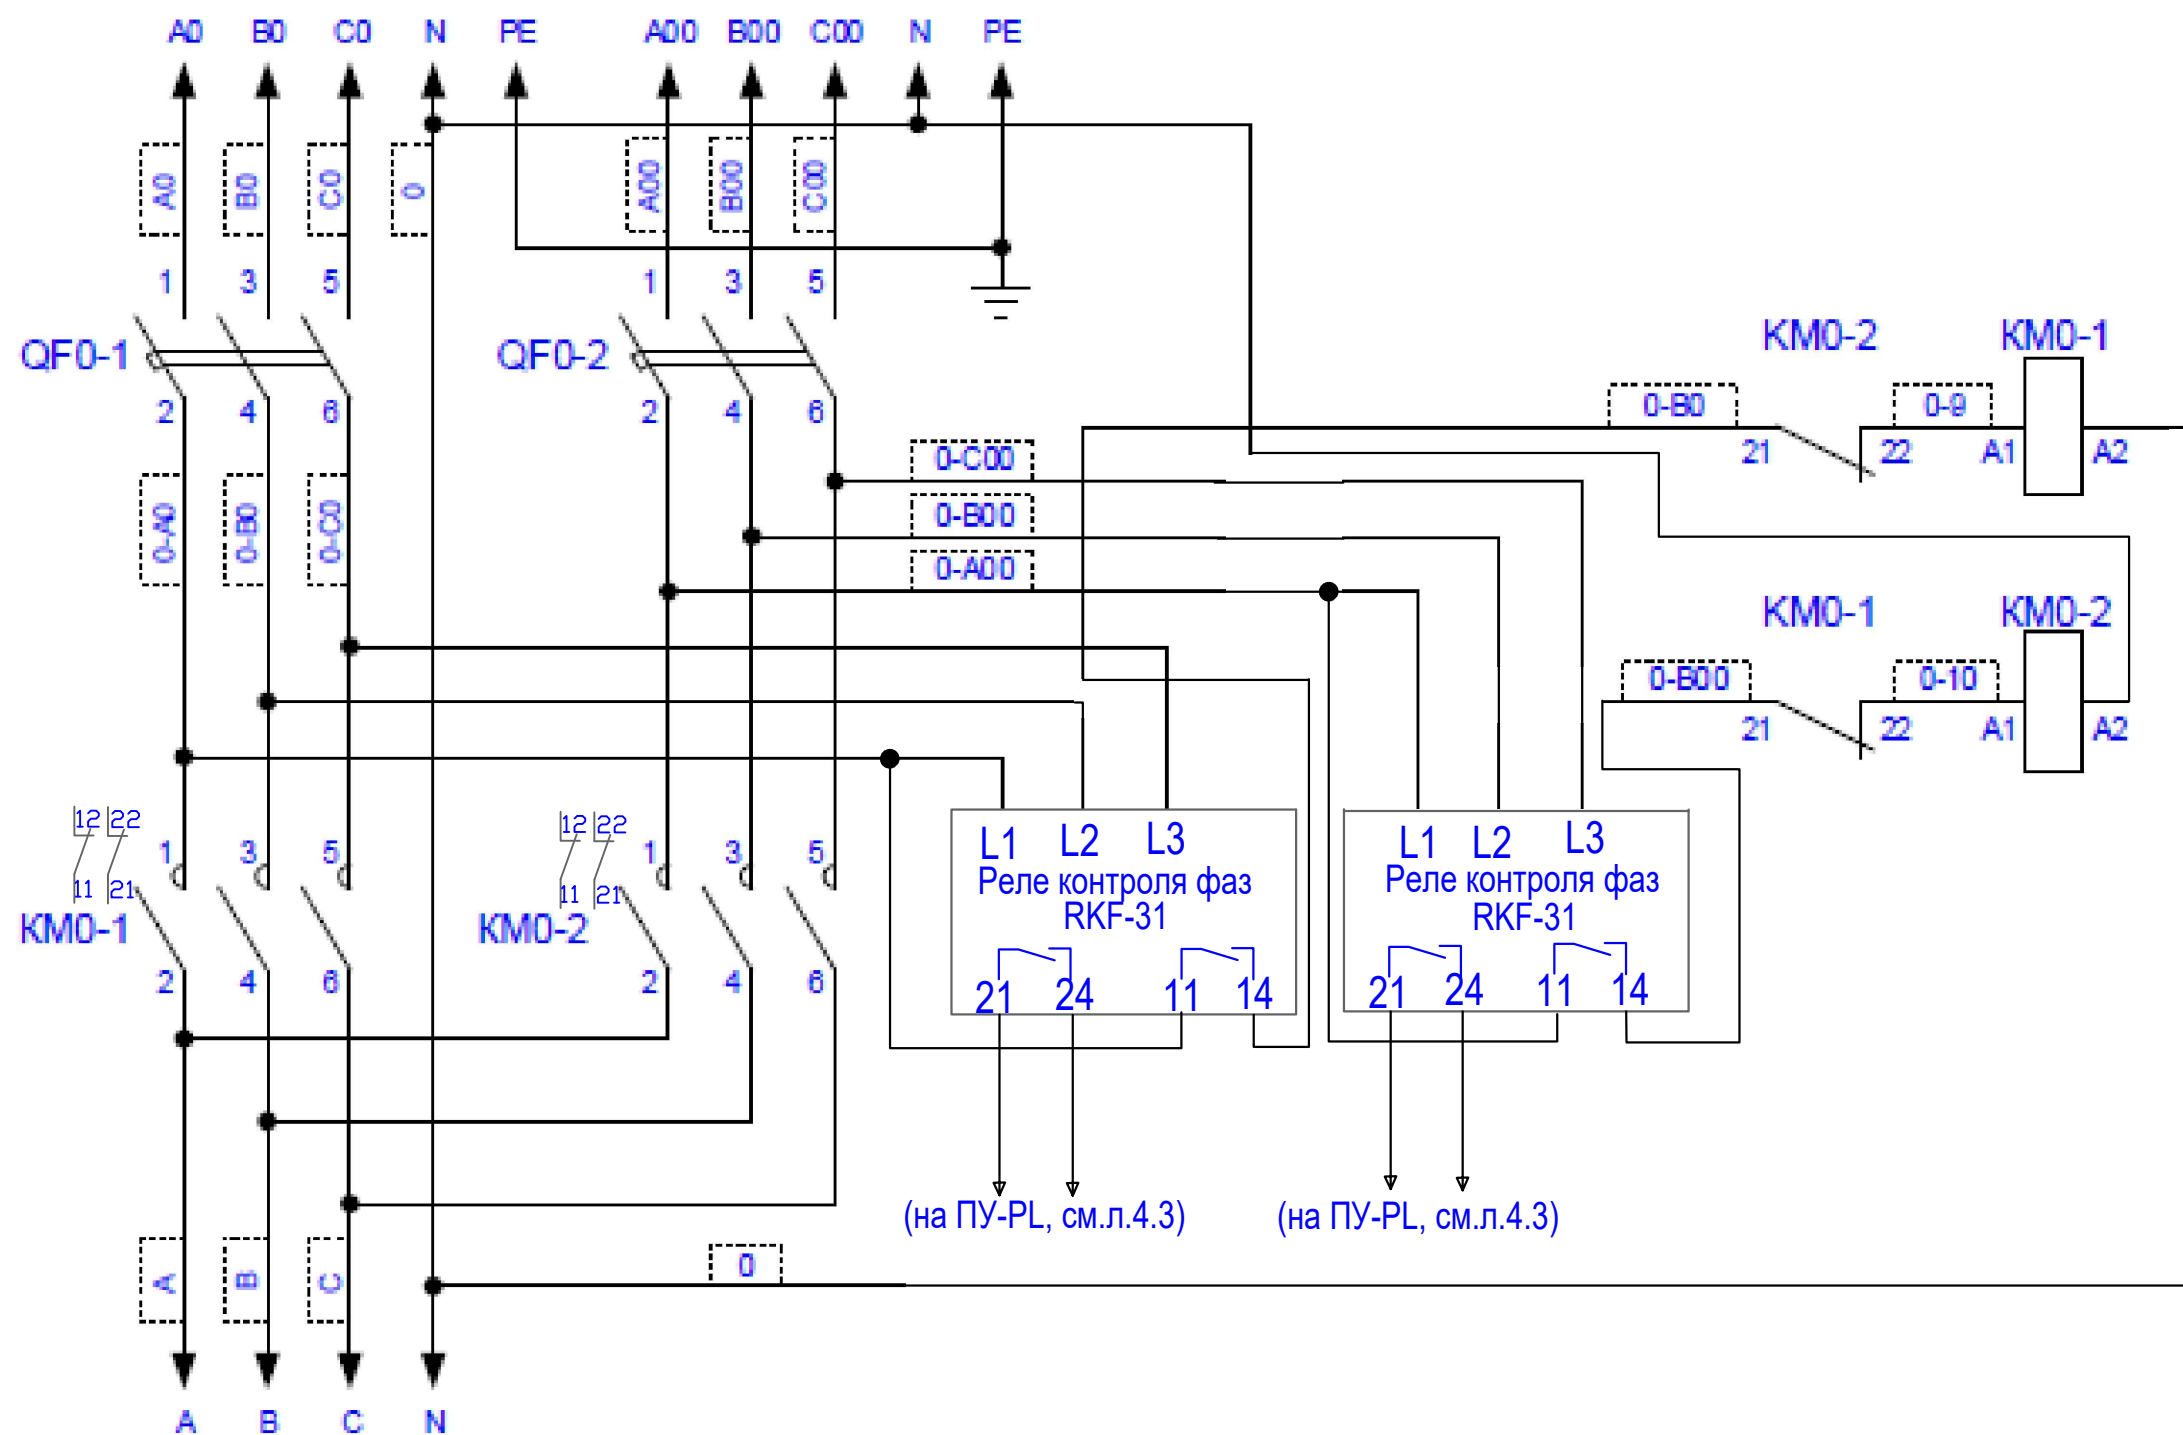 A0 B0 C0 N PE A00 B00 C00 N PE
A0 B0 C0 0 A00 B00 C00
1 3 5 1 3 5
QF0-1 QF0-2
KM0-2 KM0-1
2 4 6 2 4 6
0-B0 0-9
21 22 A1 A2
0-C00
0-B00
0-A00
0-A0 0-B0 0-C0
KM0-1 KM0-2
0-B00 0-10
21 22 A1 A2
12 22 12 22
1 3 5 1 3 5
11 21 11 21
KM0-1 KM0-2
2 4 6 2 4 6
L1 L2 L3
Реле контроля фаз
RKF-31
21 24 11 14
L1 L2 L3
Реле контроля фаз
RKF-31
21 24 11 14
(на ПУ-PL, см.л.4.3) (на ПУ-PL, см.л.4.3)
0
A B C
A B C N